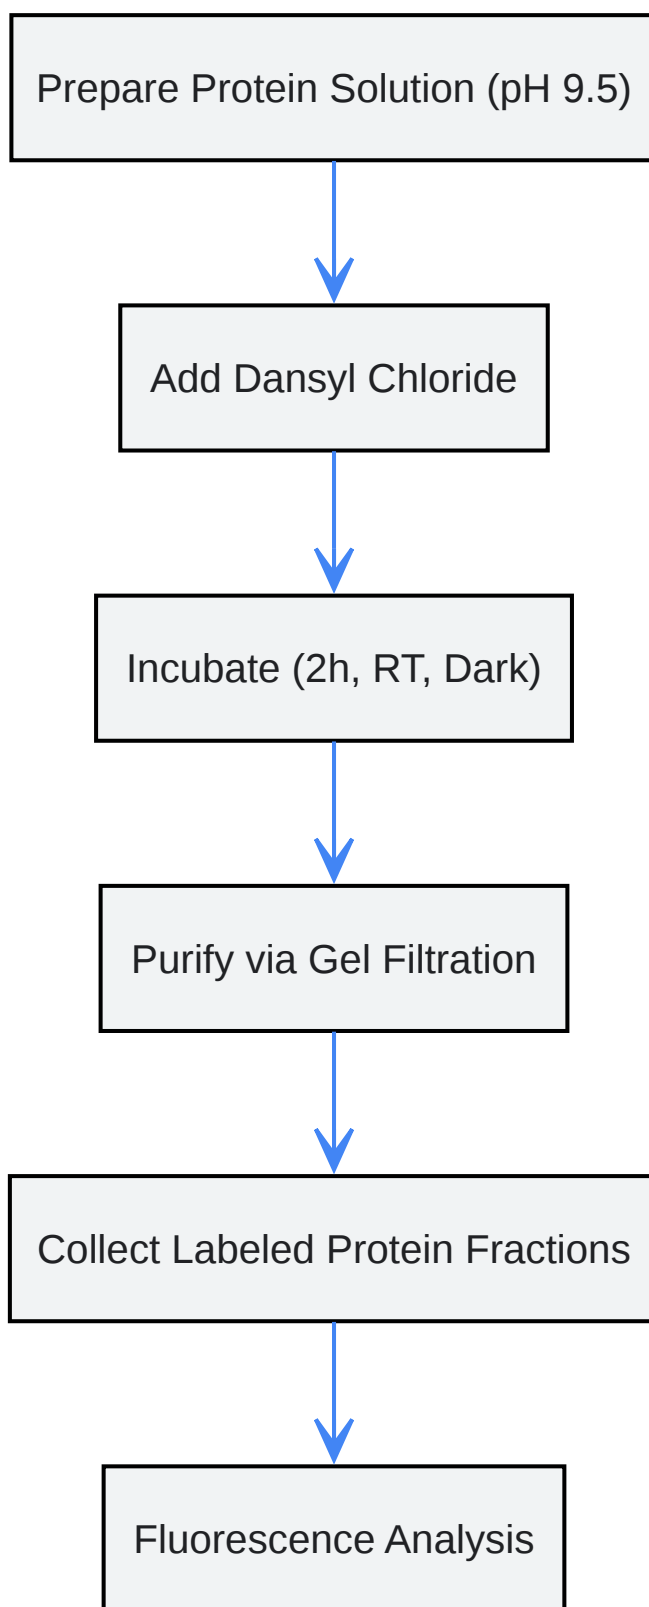 Prepare Protein Solution (pH 9.5)
Add Dansyl Chloride
Incubate (2h, RT, Dark)
Purify via Gel Filtration
Collect Labeled Protein Fractions
Fluorescence Analysis